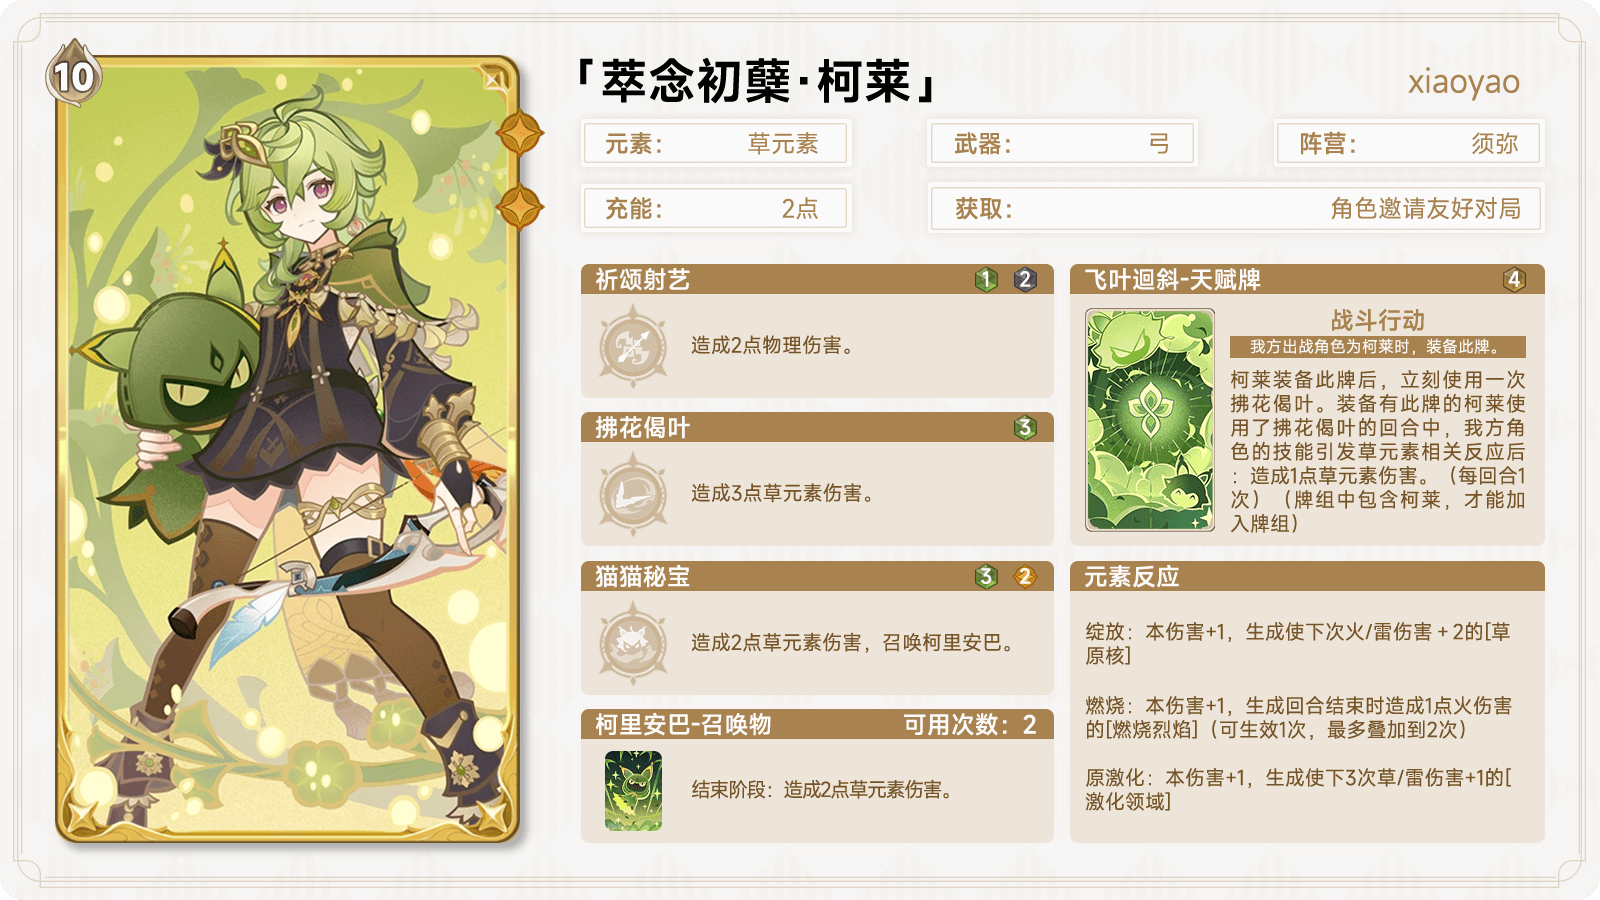 10
「萃念初蘖·柯莱」
xiaoyao
元素： 草元素
武器： 弓
阵营： 须弥
充能： 2点
获取： 角色邀请友好对局
祈颂射艺 1 2
造成2点物理伤害。
拂花偈叶 3
造成3点草元素伤害。
猫猫秘宝 3 2
造成2点草元素伤害，召唤柯里安巴。
柯里安巴-召唤物 可用次数：2
结束阶段：造成2点草元素伤害。
飞叶迴斜-天赋牌 4
战斗行动
我方出战角色为柯莱时，装备此牌。
柯莱装备此牌后，立刻使用一次
拂花偈叶。装备有此牌的柯莱使
用了拂花偈叶的回合中，我方角
色的技能引发草元素相关反应后
：造成1点草元素伤害。（每回合1
次）（牌组中包含柯莱，才能加
入牌组）
元素反应
绽放：本伤害+1，生成使下次火/雷伤害＋2的[草
原核]
燃烧：本伤害+1，生成回合结束时造成1点火伤害
的[燃烧烈焰]（可生效1次，最多叠加到2次）
原激化：本伤害+1，生成使下3次草/雷伤害+1的[
激化领域]